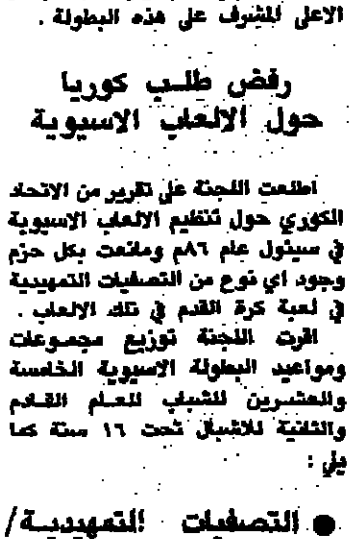 الاعلى للمشرف على هذه البطولة .
رفض طلب كوريا
حول الالعاب الاسيوية
اطلعت اللجنة على تقرير من الاتحاد
الكوري حول تنظيم الالعاب الاسيوية
في سيئول عام ٨٦م ومانعت بكل حزم
وجود اي نوع من التصفيات التمهيدية
في لعبة كرة القدم في تلك الالعاب .
اقرت اللجنة توزيع مجموعات
ومواعيد البطولة الاسيوية الخامسة
والعشرين للشباب للعام القادم
والثانية للاشبال تحت ١٦ سنة كما
يلي :
● التصفيات التمهيدية/